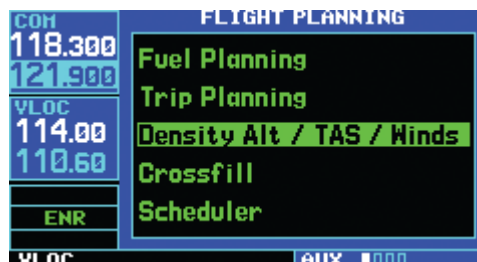 COM
118.300
121.900
VLOC
114.00
110.60
ENR
FLIGHT PLANNING
Fuel Planning
Trip Planning
Density Alt / TAS / Winds
Crossfill
Scheduler
VLOC
AUX